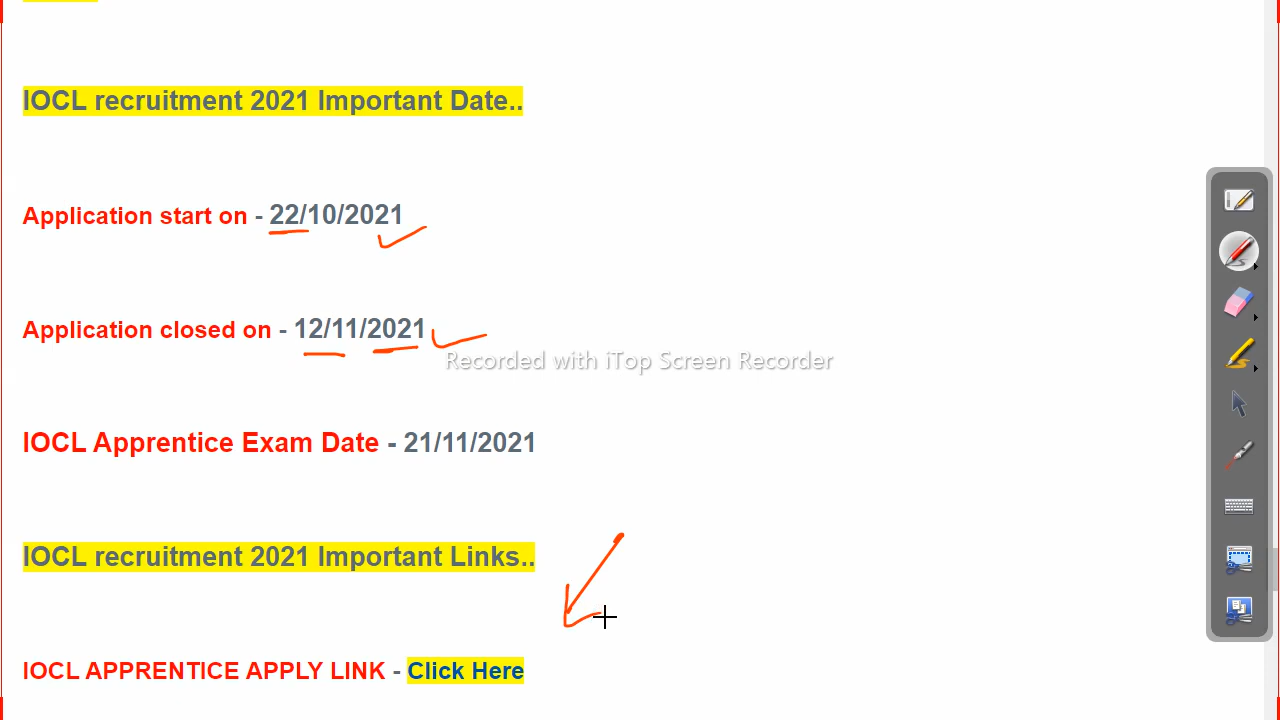 IOCL recruitment 2021 Important Date..
Application start on - 22/10/2021
Application closed on - 12/11/2021
Recorded with iTop Screen Recorder
IOCL Apprentice Exam Date - 21/11/2021
IOCL recruitment 2021 Important Links..
IOCL APPRENTICE APPLY LINK - Click Here